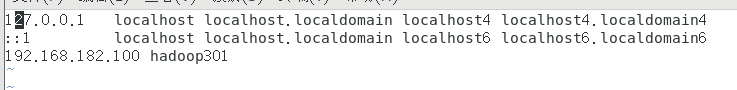 127.0.0.1   localhost localhost.localdomain localhost4 localhost4.localdomain4
::1         localhost localhost.localdomain localhost6 localhost6.localdomain6
192.168.182.100 hadoop301
~
~